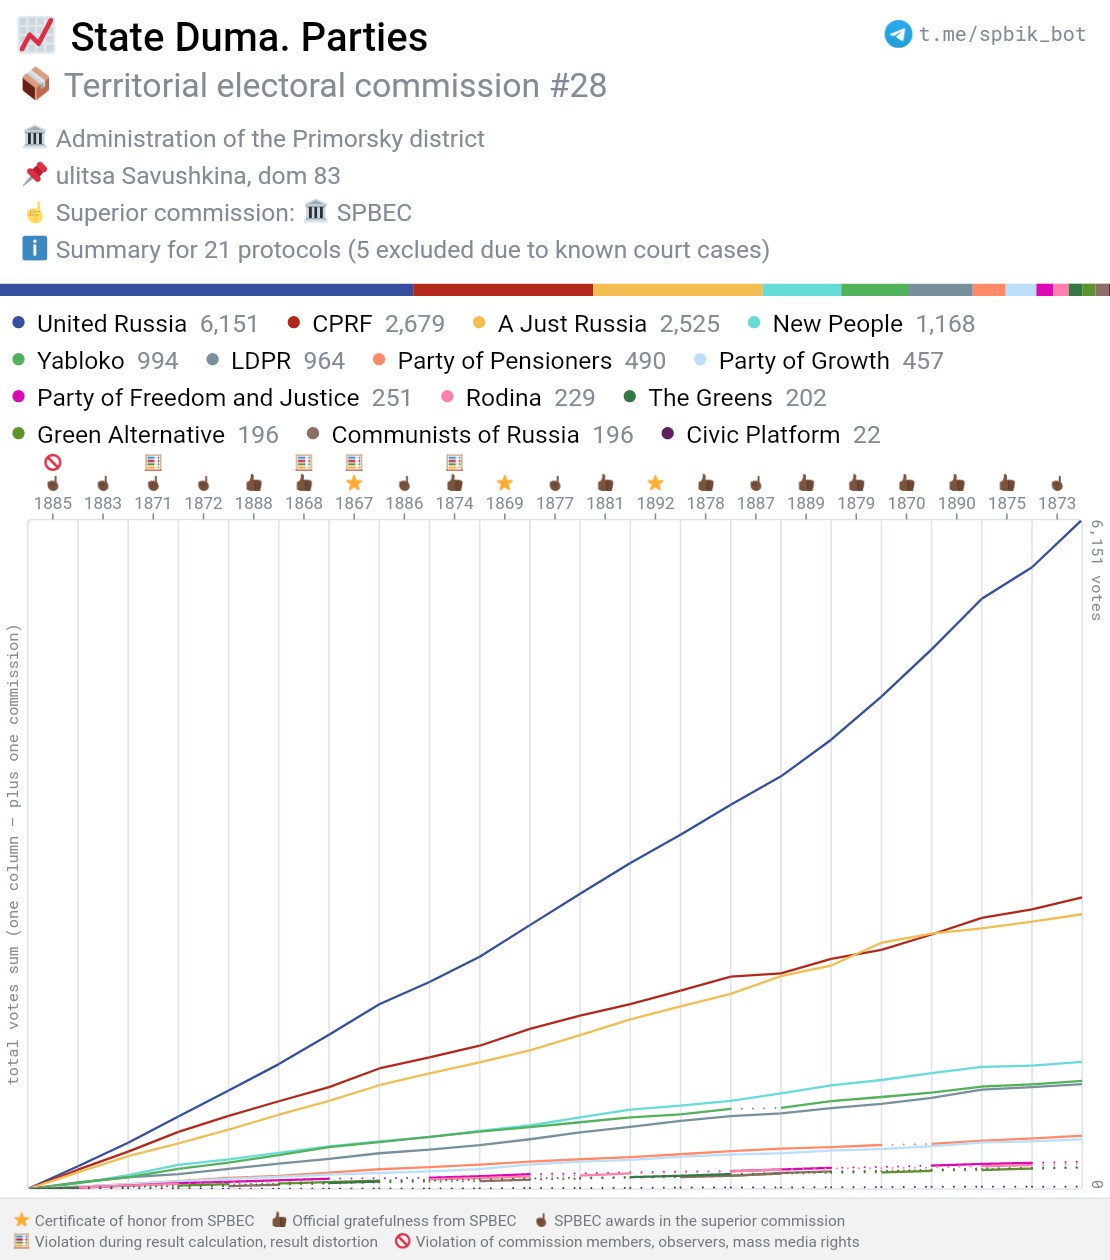 State Duma. Parties
t.me/spbik_bot
Territorial electoral commission #28
Administration of the Primorsky district
ulitsa Savushkina, dom 83
Superior commission: SPBEC
Summary for 21 protocols (5 excluded due to known court cases)
United Russia 6,151 CPRF 2,679 A Just Russia 2,525 New People 1,168
Yabloko 994 LDPR 964 Party of Pensioners 490 Party of Growth 457
Party of Freedom and Justice 251 Rodina 229 The Greens 202
Green Alternative 196 Communists of Russia 196 Civic Platform 22
1885 1883 1871 1872 1888 1868 1867 1886 1874 1869 1877 1881 1892 1878 1887 1889 1879 1870 1890 1875 1873
6,151 votes
total votes sum (one column – plus one commission)
0
Certificate of honor from SPBEC Official gratefulness from SPBEC SPBEC awards in the superior commission
Violation during result calculation, result distortion Violation of commission members, observers, mass media rights